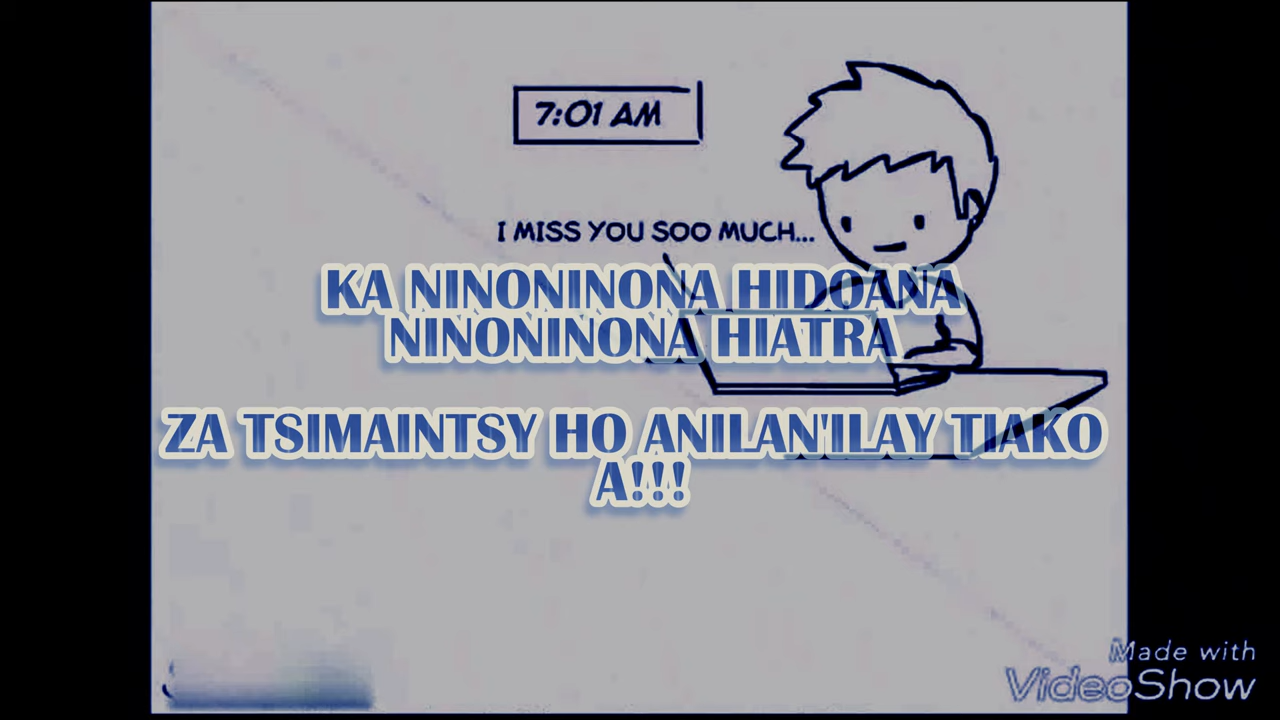 7:01 AM
I MISS YOU SOO MUCH...
KA NINONINONA HIDOANA
NINONINONA HIATRA
ZA TSIMAINTSY HO ANILAN'ILAY TIAKO
A!!!
Made with
VideoShow